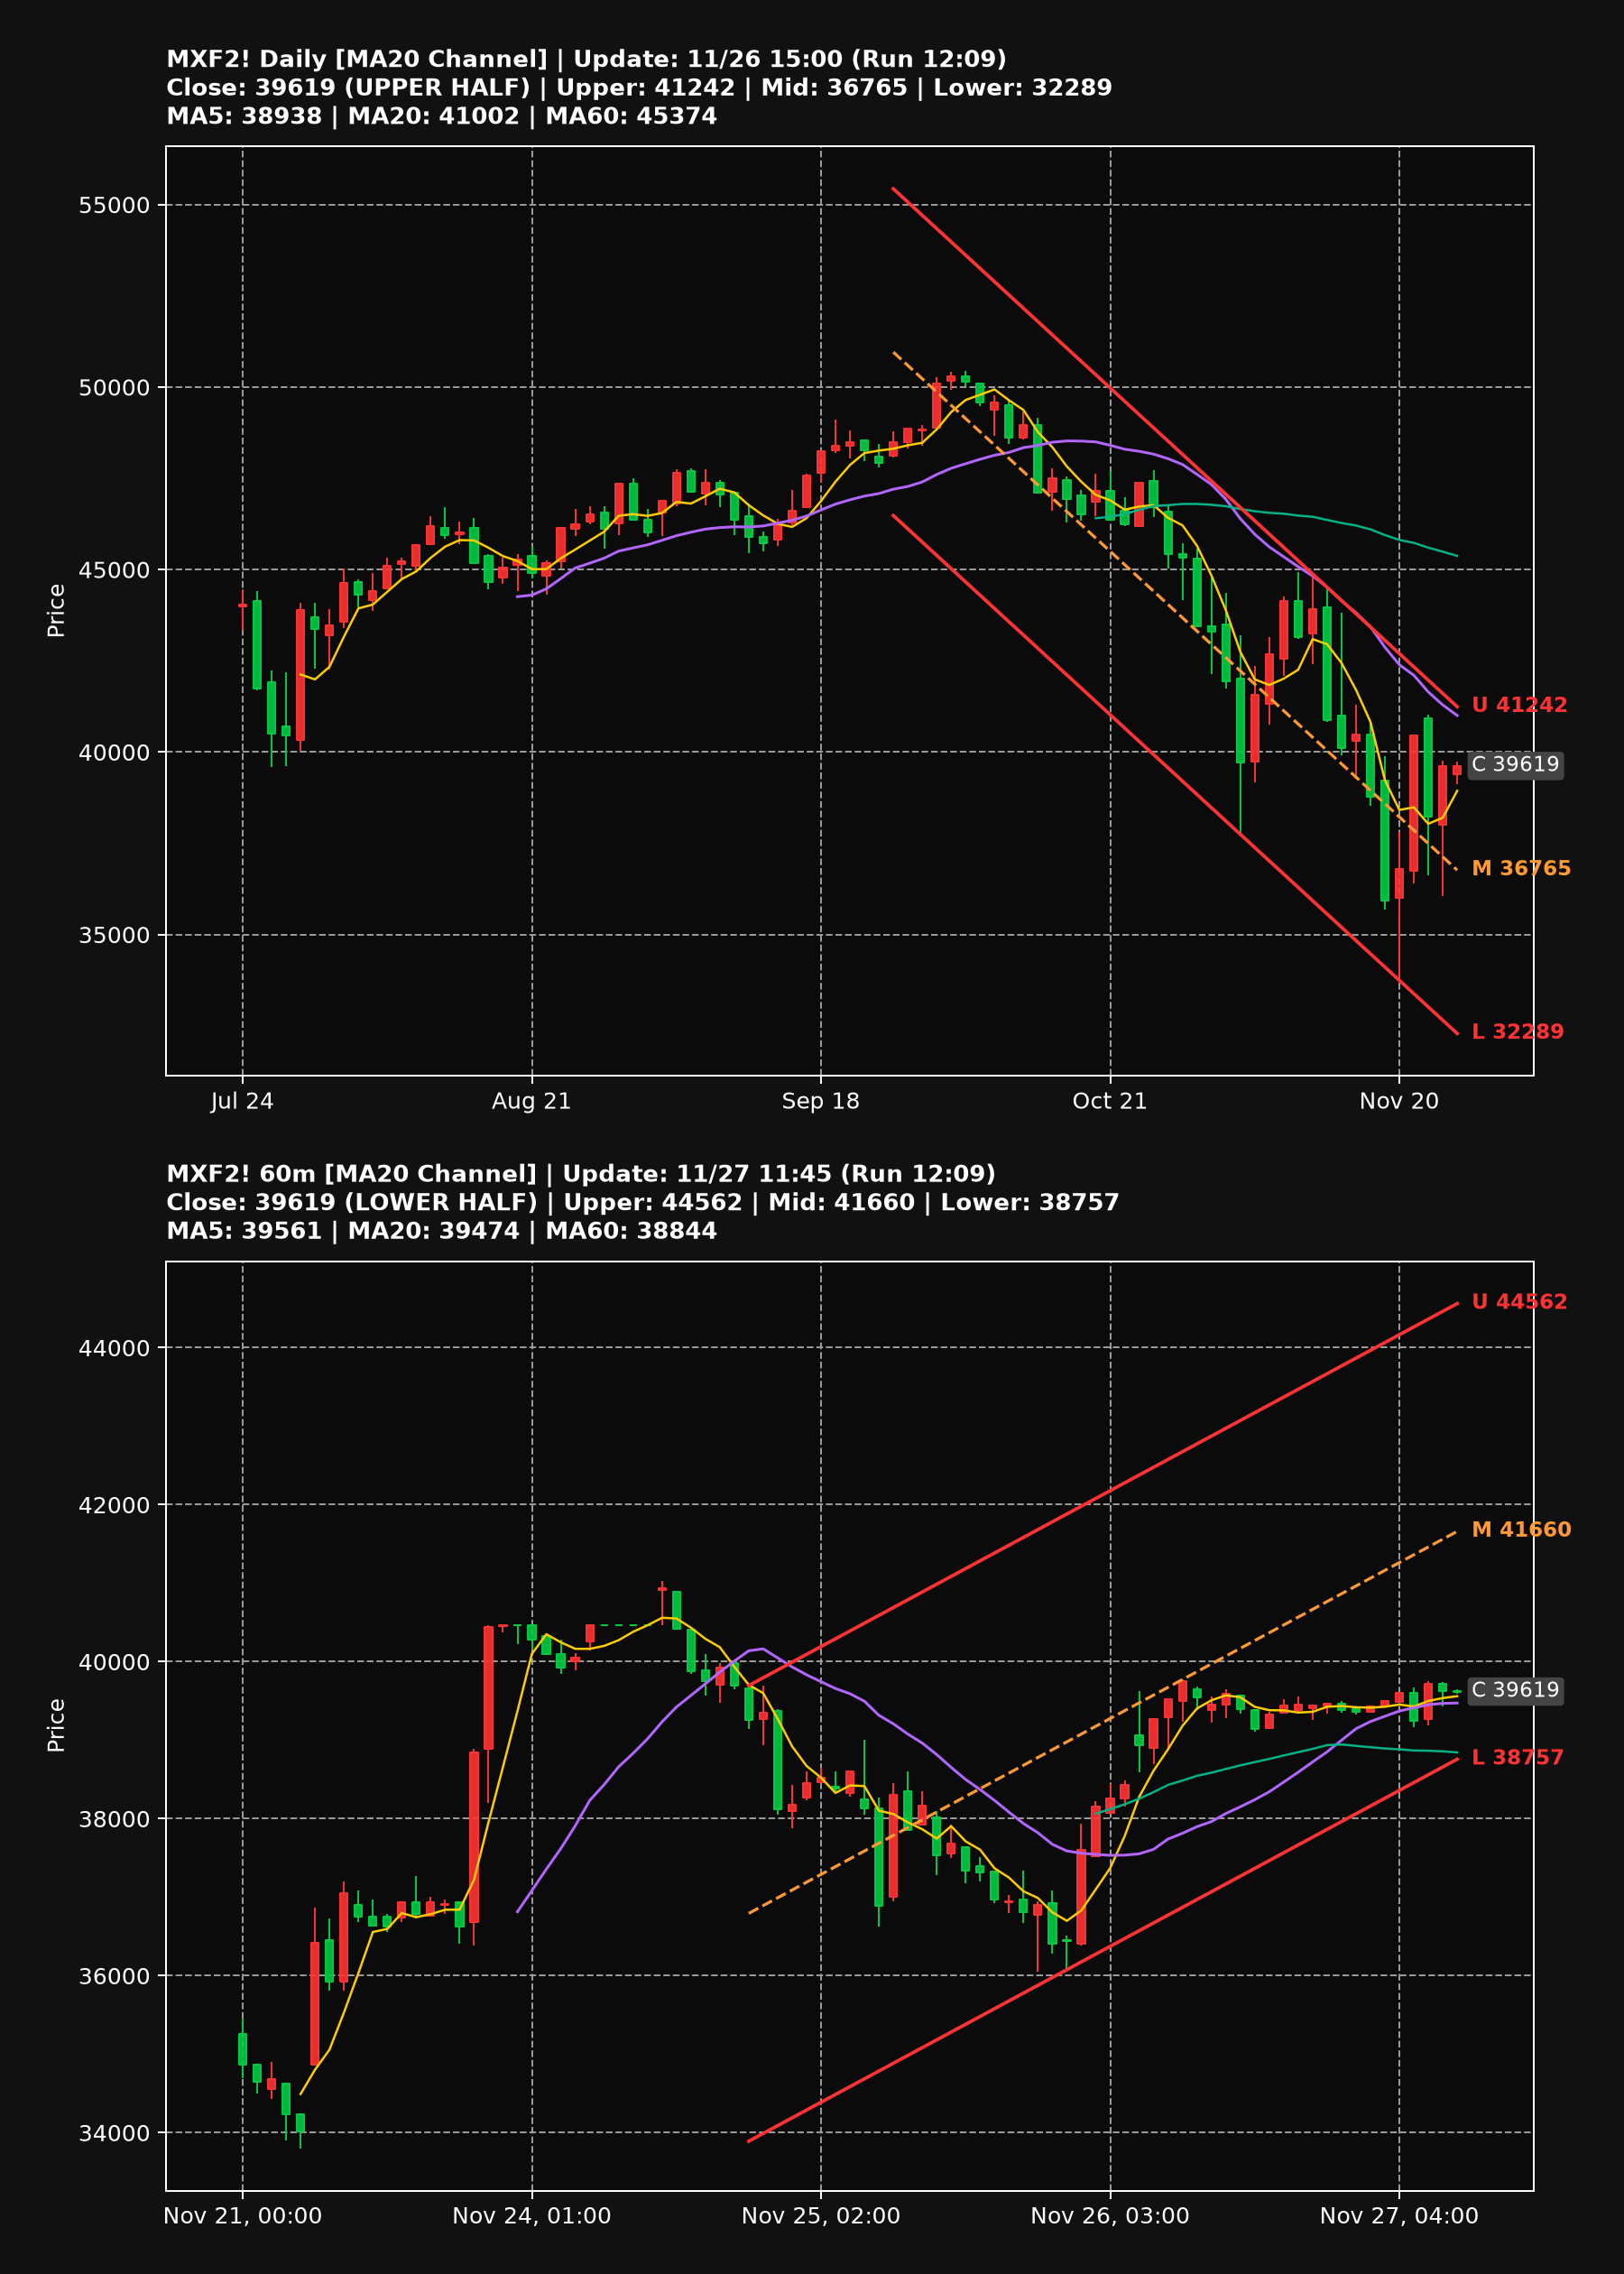 MXF2! Daily [MA20 Channel] | Update: 11/26 15:00 (Run 12:09)
Close: 39619 (UPPER HALF) | Upper: 41242 | Mid: 36765 | Lower: 32289
MA5: 38938 | MA20: 41002 | MA60: 45374
Price
55000
50000
45000
40000
35000
U 41242
C 39619
M 36765
L 32289
Jul 24
Aug 21
Sep 18
Oct 21
Nov 20
MXF2! 60m [MA20 Channel] | Update: 11/27 11:45 (Run 12:09)
Close: 39619 (LOWER HALF) | Upper: 44562 | Mid: 41660 | Lower: 38757
MA5: 39561 | MA20: 39474 | MA60: 38844
Price
44000
42000
40000
38000
36000
34000
U 44562
M 41660
C 39619
L 38757
Nov 21, 00:00
Nov 24, 01:00
Nov 25, 02:00
Nov 26, 03:00
Nov 27, 04:00